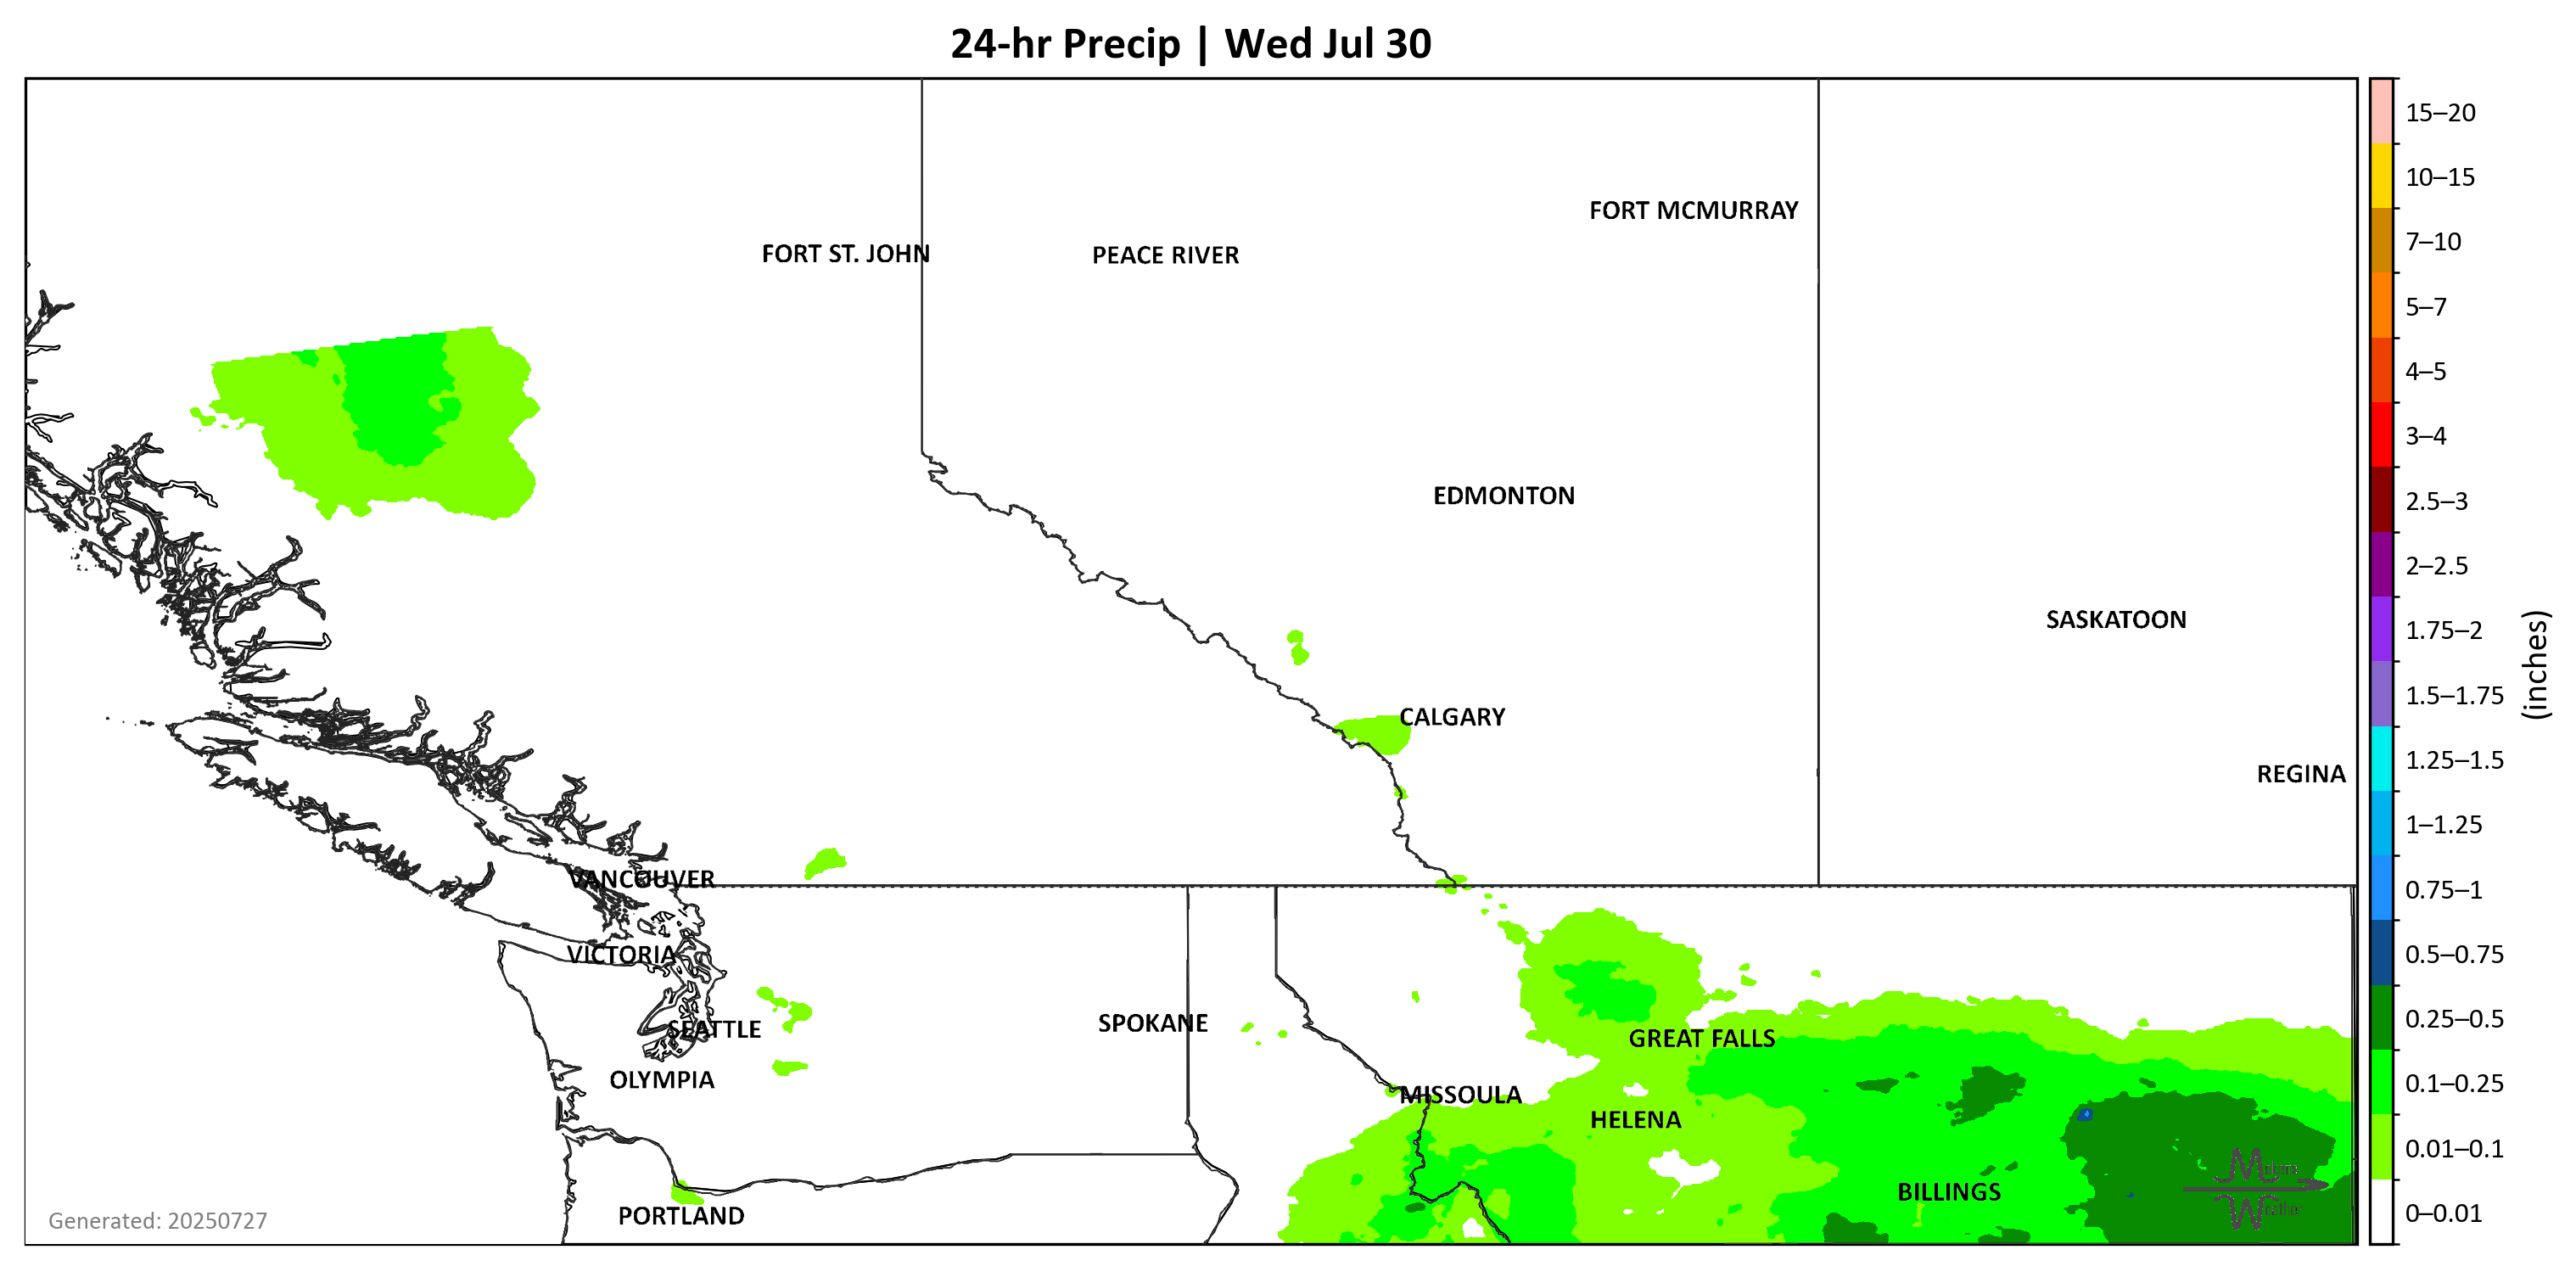 24-hr Precip | Wed Jul 30
FORT MCMURRAY
FORT ST. JOHN
PEACE RIVER
EDMONTON
SASKATOON
CALGARY
REGINA
VANCOUVER
VICTORIA
SPOKANE
SEATTLE
GREAT FALLS
OLYMPIA
MISSOULA
HELENA
BILLINGS
PORTLAND
Generated: 20250727
15–20
10–15
7–10
5–7
4–5
3–4
2.5–3
2–2.5
1.75–2
1.5–1.75
1.25–1.5
1–1.25
0.75–1
0.5–0.75
0.25–0.5
0.1–0.25
0.01–0.1
0–0.01
(inches)